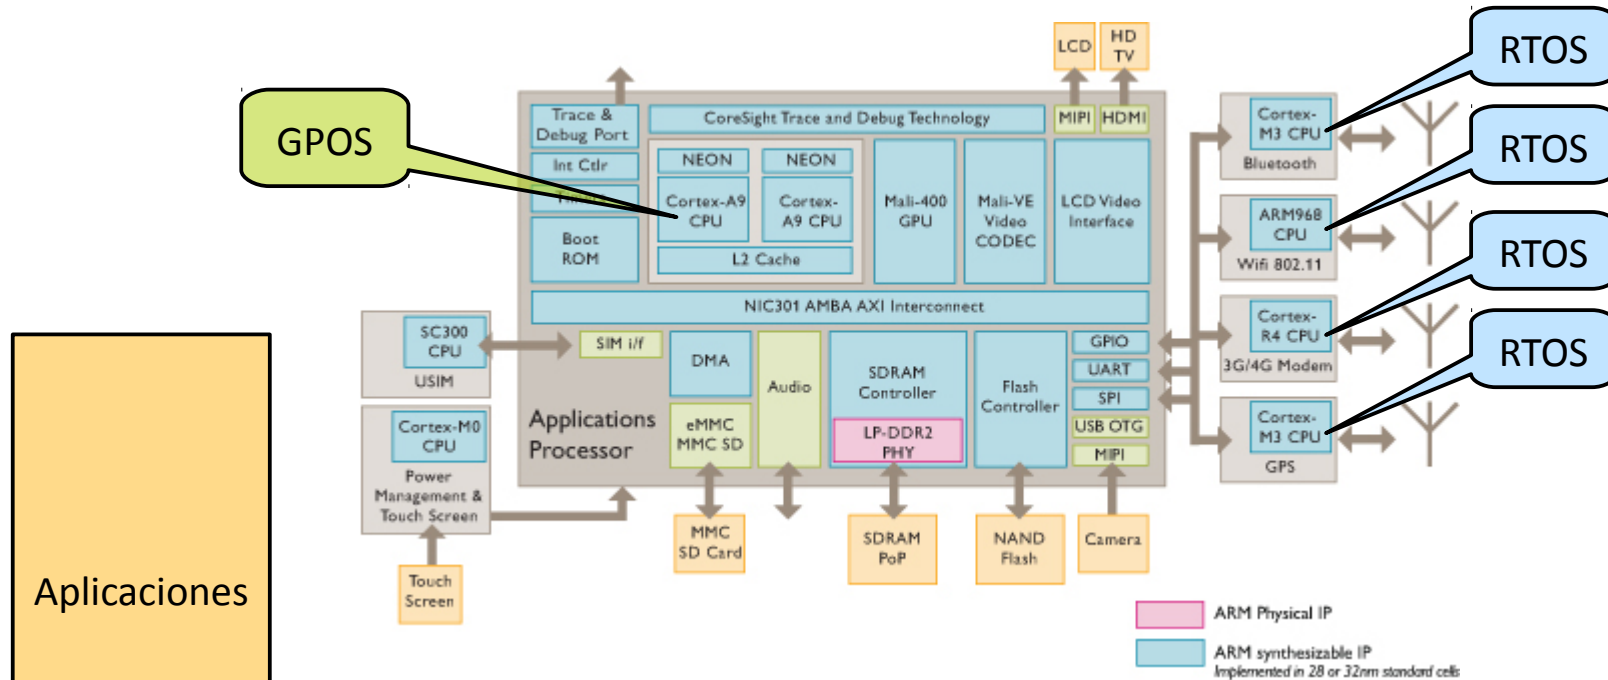 LCD
HD
TV
RTOS
GPOS
Trace &
Debug Port
CoreSight Trace and Debug Technology
MIPI
HDMI
Cortex-
M3 CPU
Bluetooth
RTOS
Int Ctlr
NEON
NEON
Cortex-A9
CPU
Cortex-
A9 CPU
Mali-400
GPU
Mali-VE
Video
CODEC
LCD Video
Interface
ARM968
CPU
Wifi 802.11
RTOS
Boot
ROM
L2 Cache
NIC301 AMBA AXI Interconnect
Cortex-
R4 CPU
3G/4G Modem
RTOS
SC300
CPU
USIM
SIM i/f
DMA
Audio
SDRAM
Controller
Flash
Controller
GPIO
UART
SPI
USB OTG
MIPI
Cortex-
M3 CPU
GPS
Cortex-M0
CPU
Power
Management &
Touch Screen
Applications
Processor
eMMC
MMC SD
LP-DDR2
PHY
MMC
SD Card
SDRAM
PoP
NAND
Flash
Camera
Touch
Screen
Aplicaciones
ARM Physical IP
ARM synthesizable IP
Implemented in 28 or 32nm standard cells